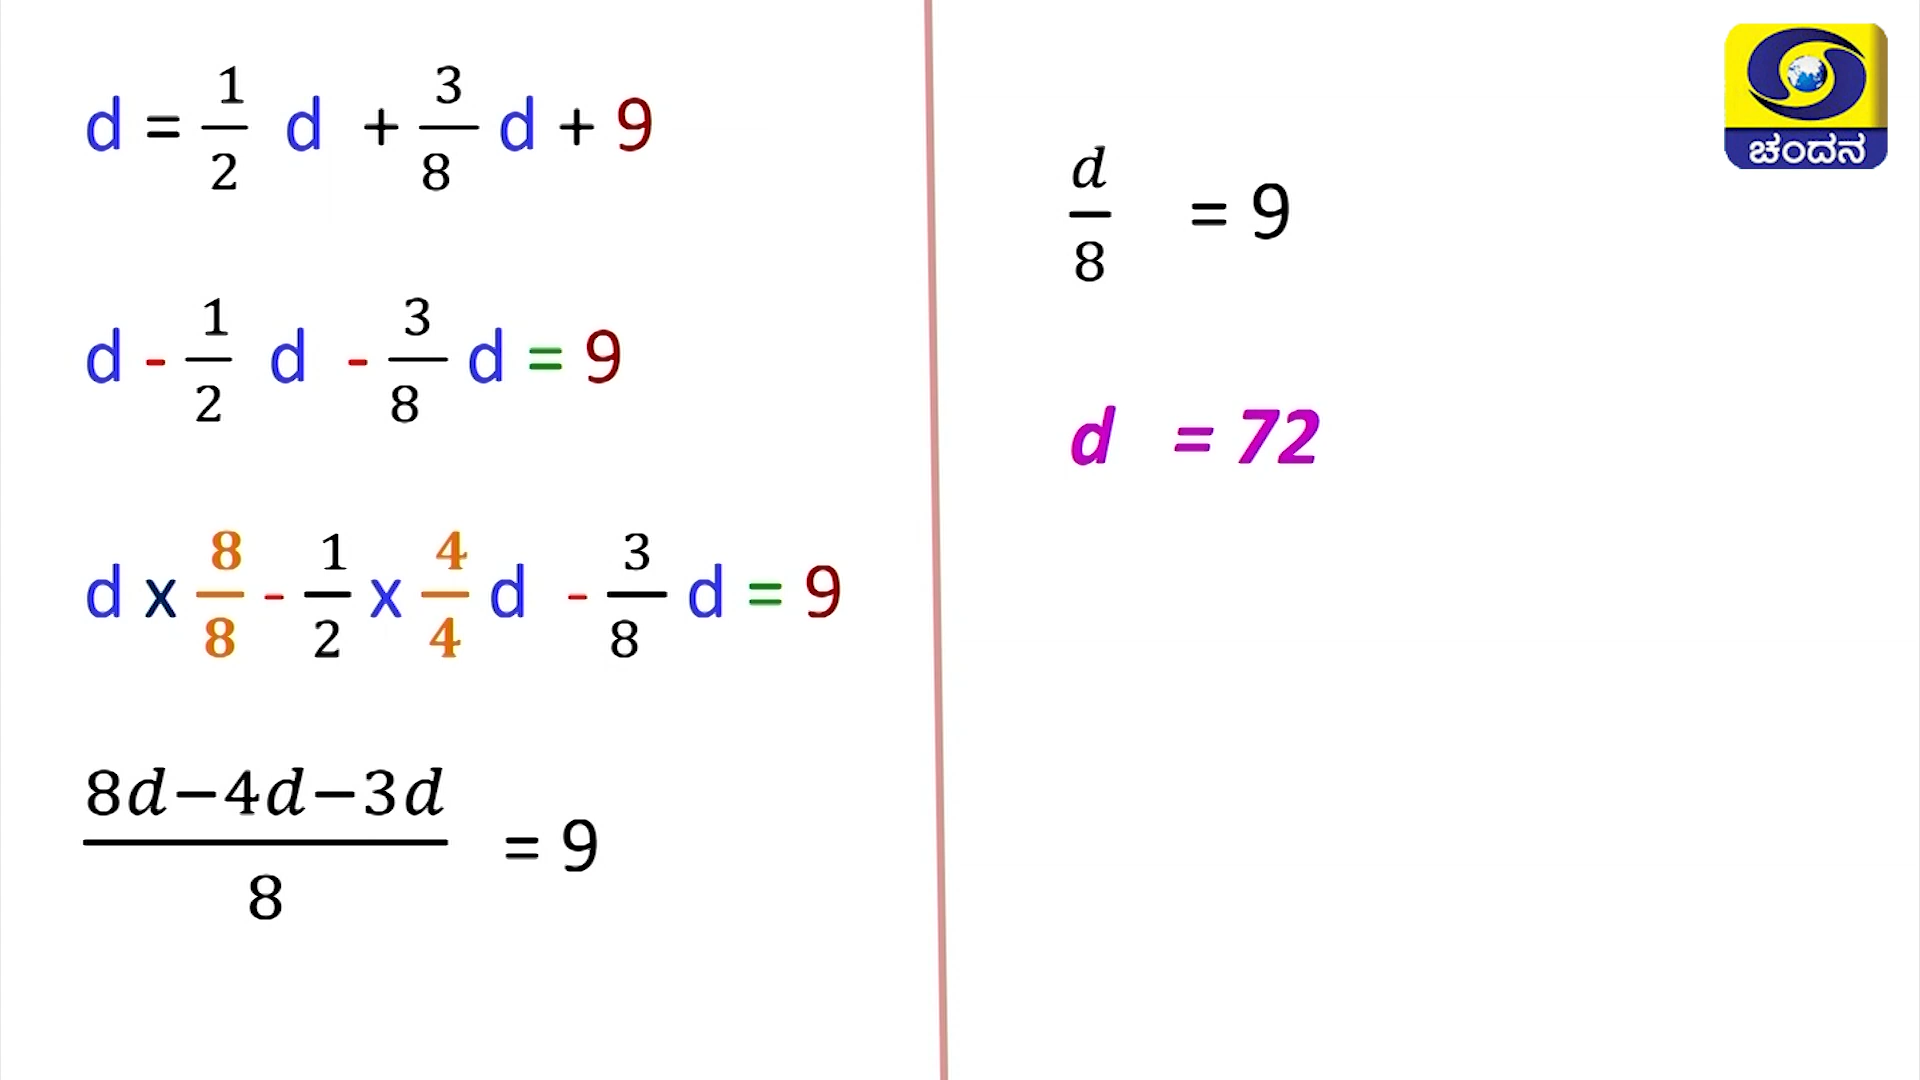 d = 1/2 d + 3/8 d + 9
d - 1/2 d - 3/8 d = 9
d x 8/8 - 1/2 x 4/4 d - 3/8 d = 9
8d−4d−3d/8 = 9
d/8 = 9
d = 72
ಚಂದನ